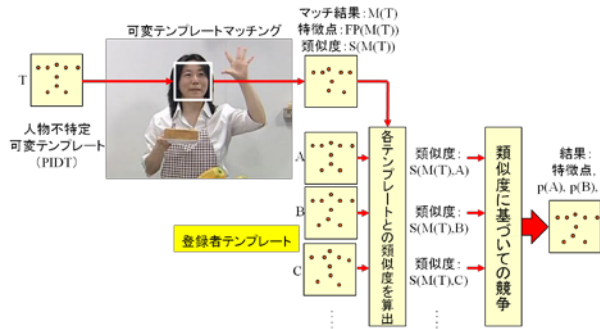 可変テンプレートマッチング
マッチ結果：M(T)
特徴点：FP(M(T))
類似度：S(M(T))
T
人物不特定
可変テンプレート
（PIDT）
A
B
C
登録者テンプレート
各テンプレートとの類似度を算出
類似度：
S(M(T),A)
類似度：
S(M(T),B)
類似度：
S(M(T),C)
類似度に基づいての競争
結果：
特徴点，
p(A), p(B),